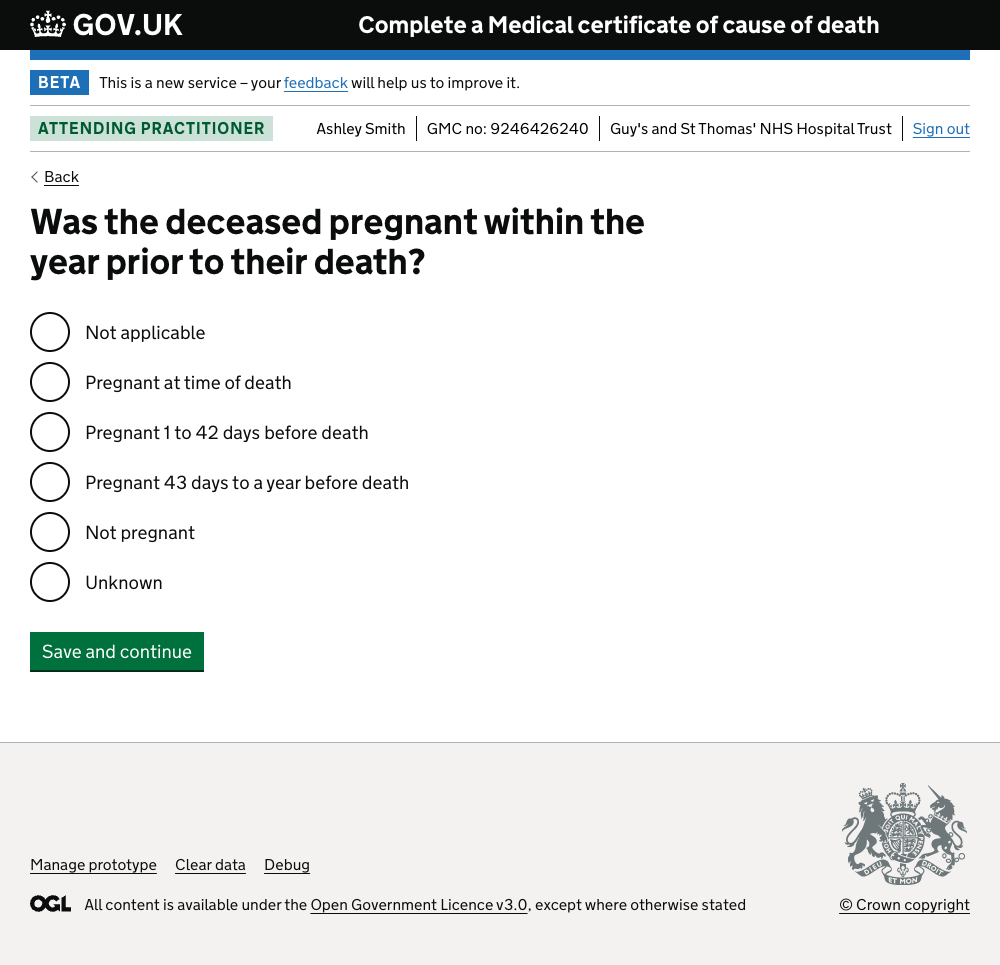 GOV.UK Complete a Medical certificate of cause of death
BETA This is a new service – your feedback will help us to improve it.
ATTENDING PRACTITIONER Ashley Smith GMC no: 9246426240 Guy's and St Thomas' NHS Hospital Trust Sign out
Back
Was the deceased pregnant within the
year prior to their death?
Not applicable
Pregnant at time of death
Pregnant 1 to 42 days before death
Pregnant 43 days to a year before death
Not pregnant
Unknown
Save and continue
Manage prototype Clear data Debug
OGL All content is available under the Open Government Licence v3.0, except where otherwise stated
© Crown copyright